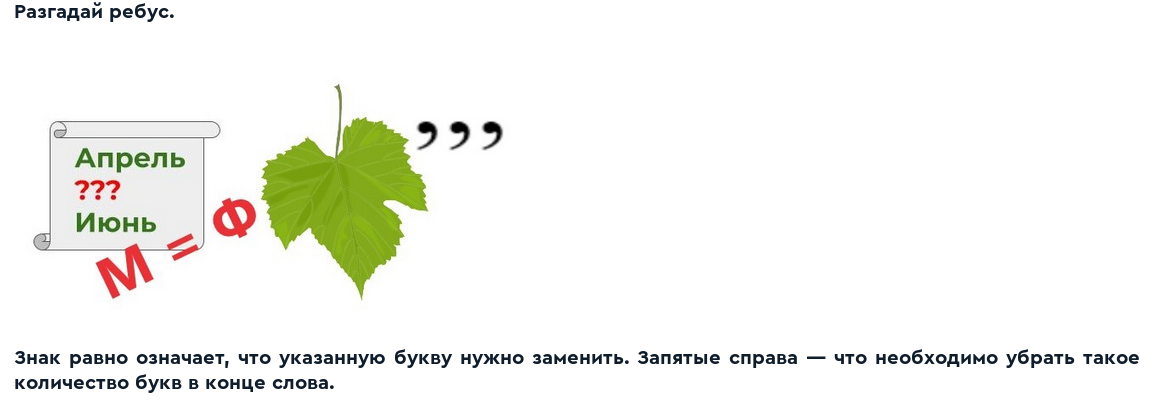 Разгадай ребус.
Апрель
???
Июнь
М = Ф
,,,
Знак равно означает, что указанную букву нужно заменить. Запятые справа — что необходимо убрать такое
количество букв в конце слова.